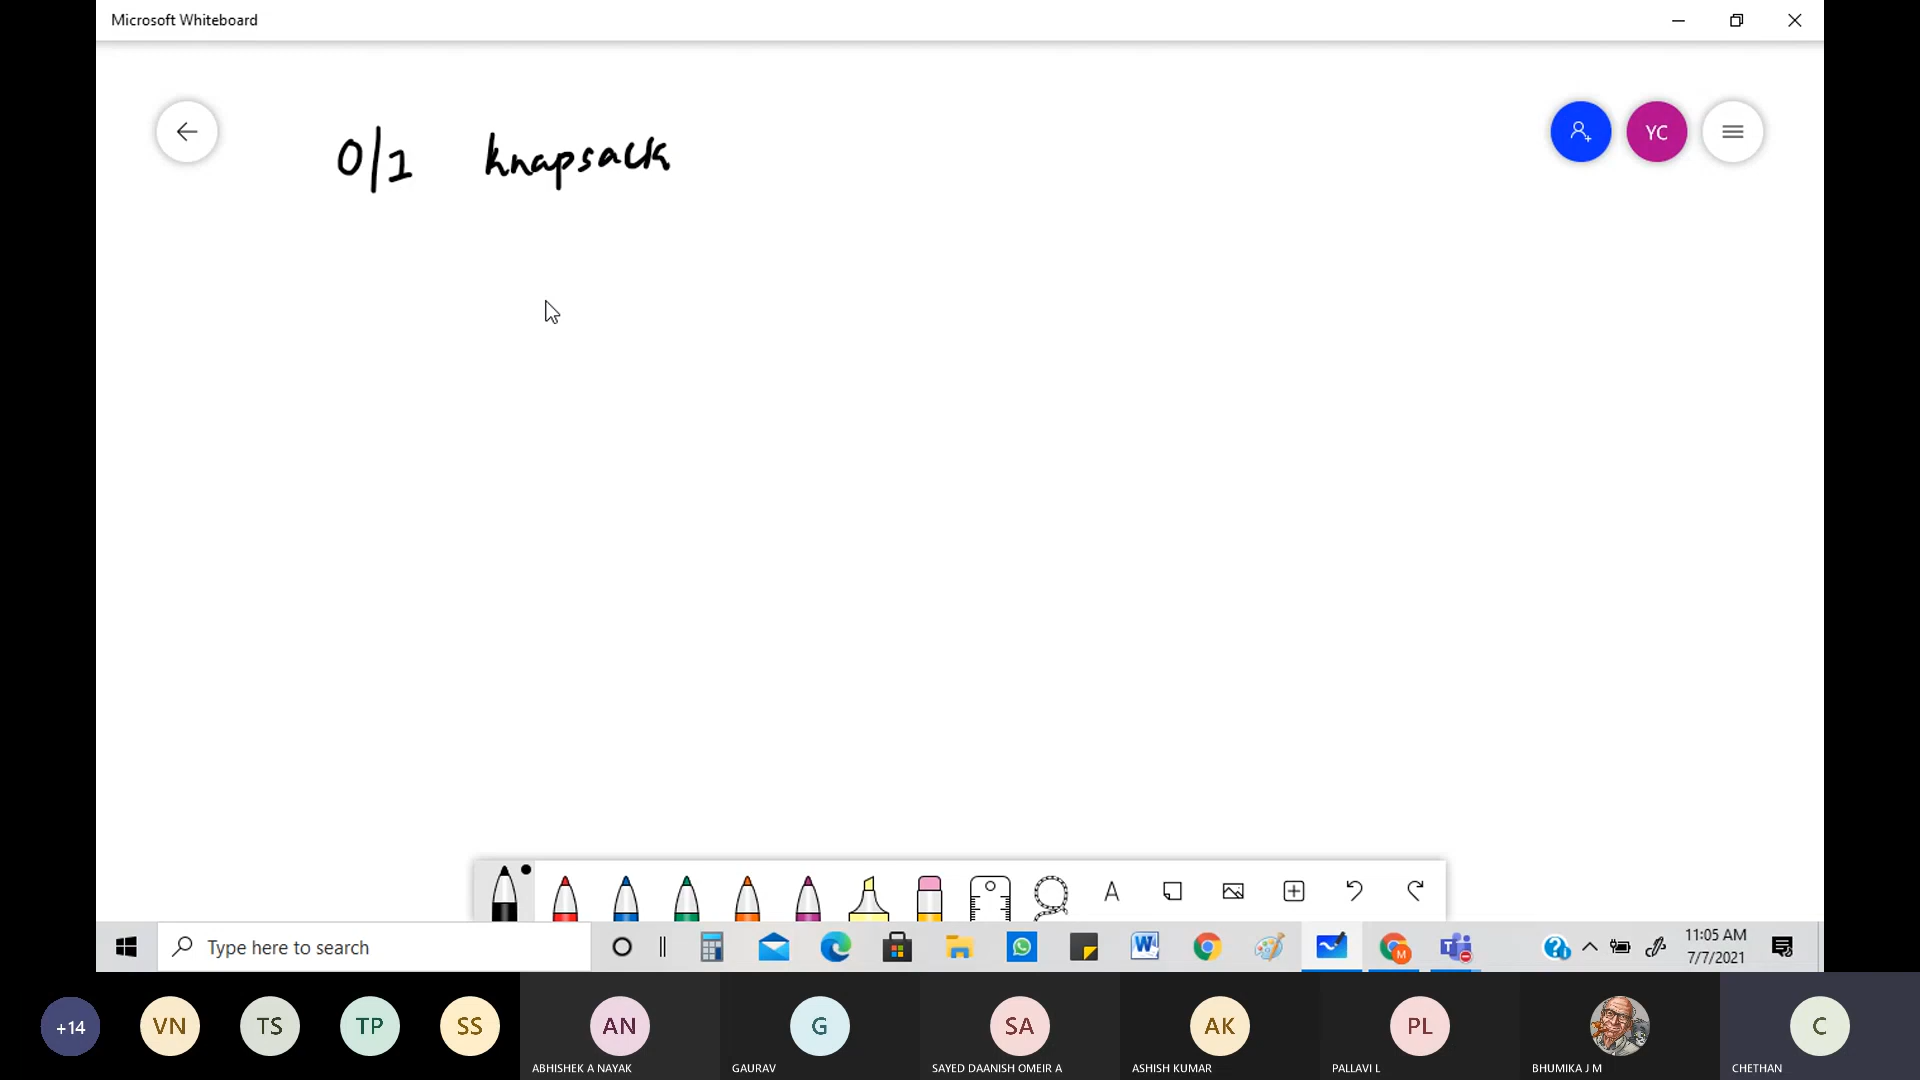 Microsoft Whiteboard
0/1 knapsack
YC
A
Type here to search
W
M
T
?
11:05 AM
7/7/2021
+14
VN
TS
TP
SS
AN
G
SA
AK
PL
C
ABHISHEK A NAYAK
GAURAV
SAYED DAANISH OMEIR A
ASHISH KUMAR
PALLAVI L
BHUMIKA J M
CHETHAN